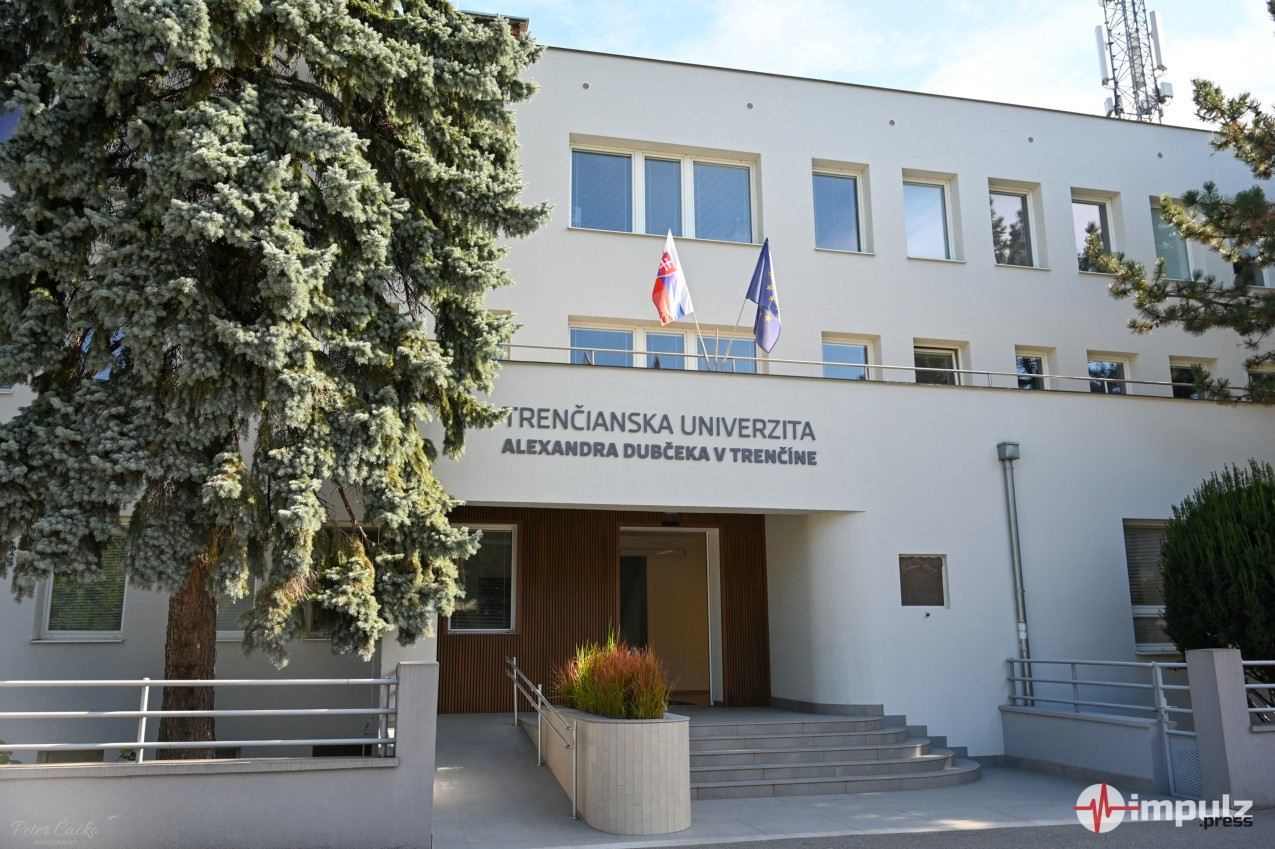 TRENČIANSKA UNIVERZITA
ALEXANDRA DUBČEKA V TRENČÍNE
Peter Čačko
impulz
.press